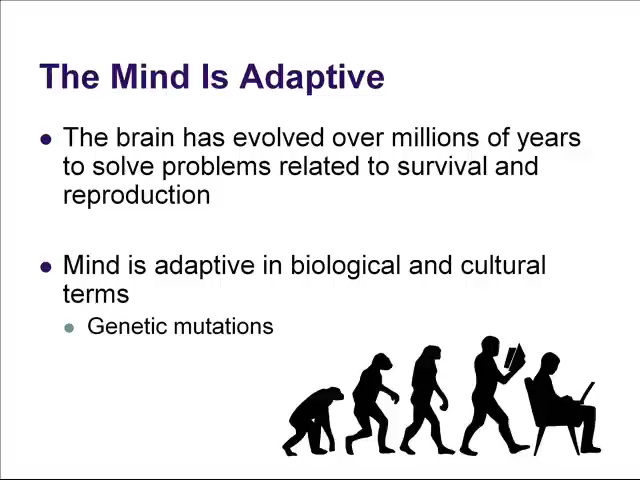 The Mind Is Adaptive
The brain has evolved over millions of years
to solve problems related to survival and
reproduction
Mind is adaptive in biological and cultural
terms
Genetic mutations